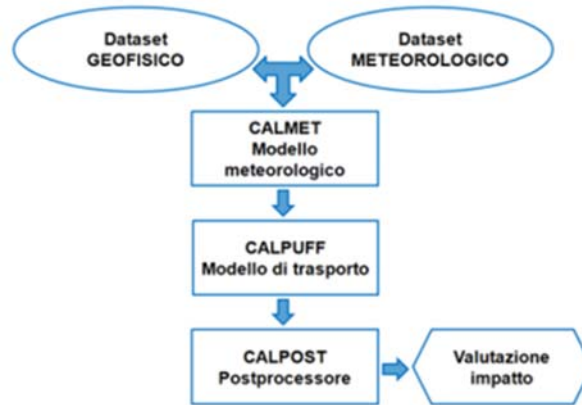 Dataset
GEOFISICO
Dataset
METEOROLOGICO
CALMET
Modello
meteorologico
CALPUFF
Modello di trasporto
CALPOST
Postprocessore
Valutazione
impatto